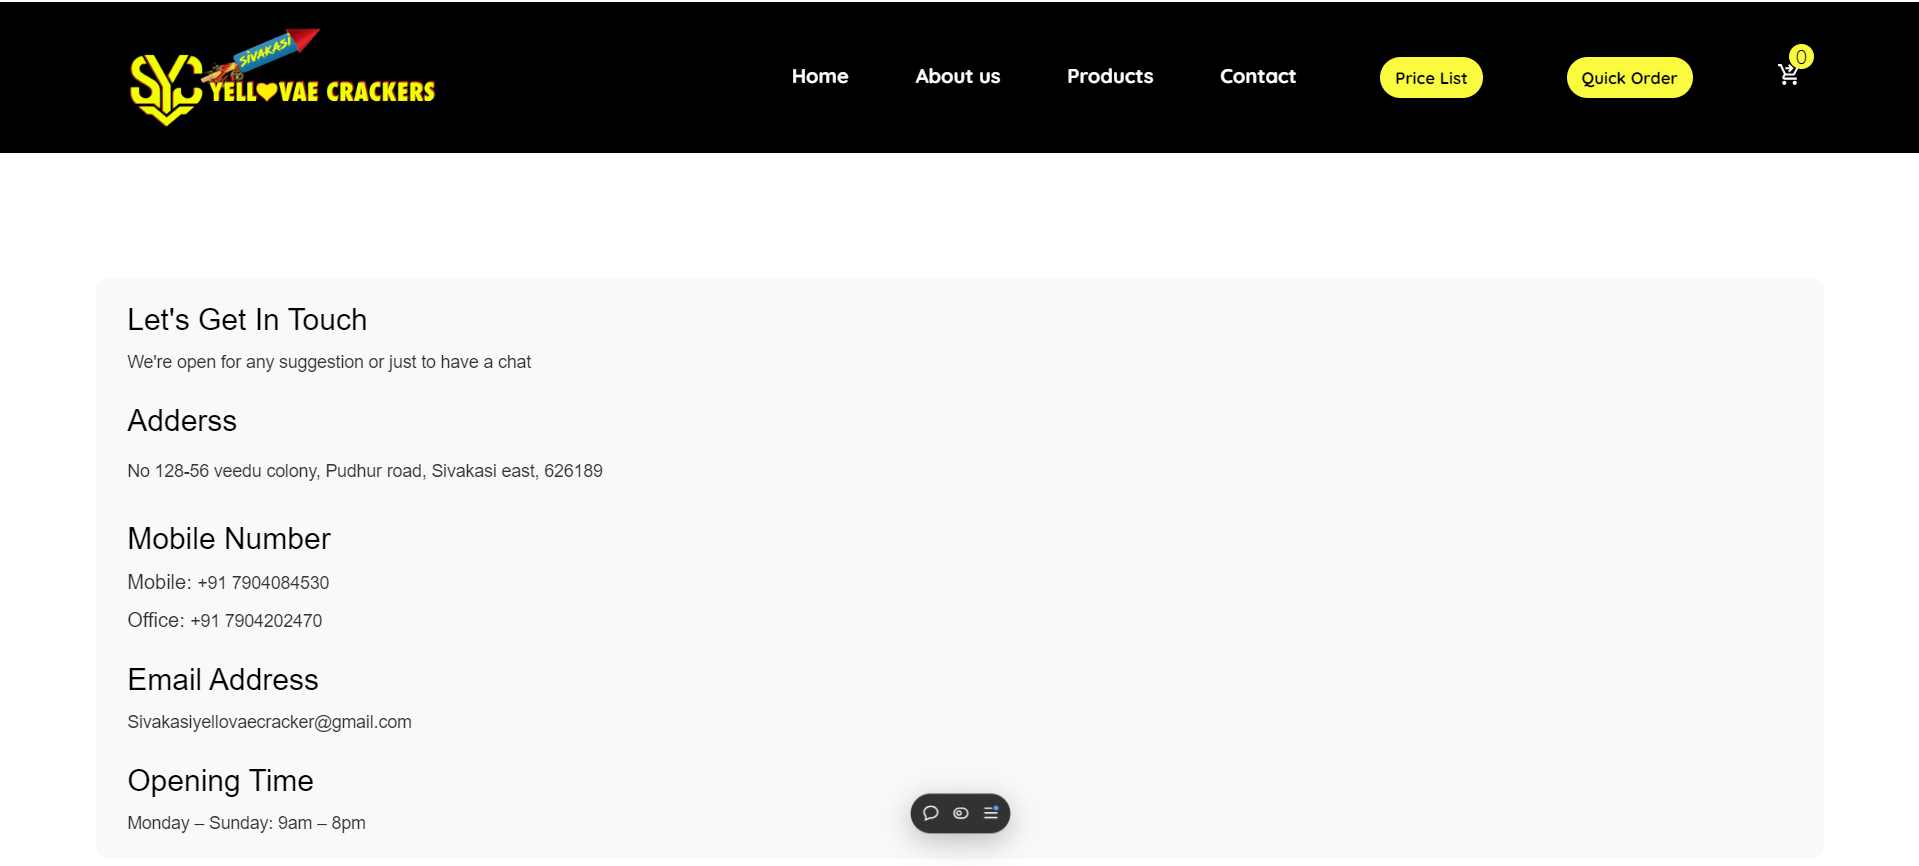 SYC
SIVAKASI
YELLOVAE CRACKERS
Home
About us
Products
Contact
Price List
Quick Order
0
Let's Get In Touch
We're open for any suggestion or just to have a chat
Adderss
No 128-56 veedu colony, Pudhur road, Sivakasi east, 626189
Mobile Number
Mobile: +91 7904084530
Office: +91 7904202470
Email Address
Sivakasiyellovaecracker@gmail.com
Opening Time
Monday – Sunday: 9am – 8pm